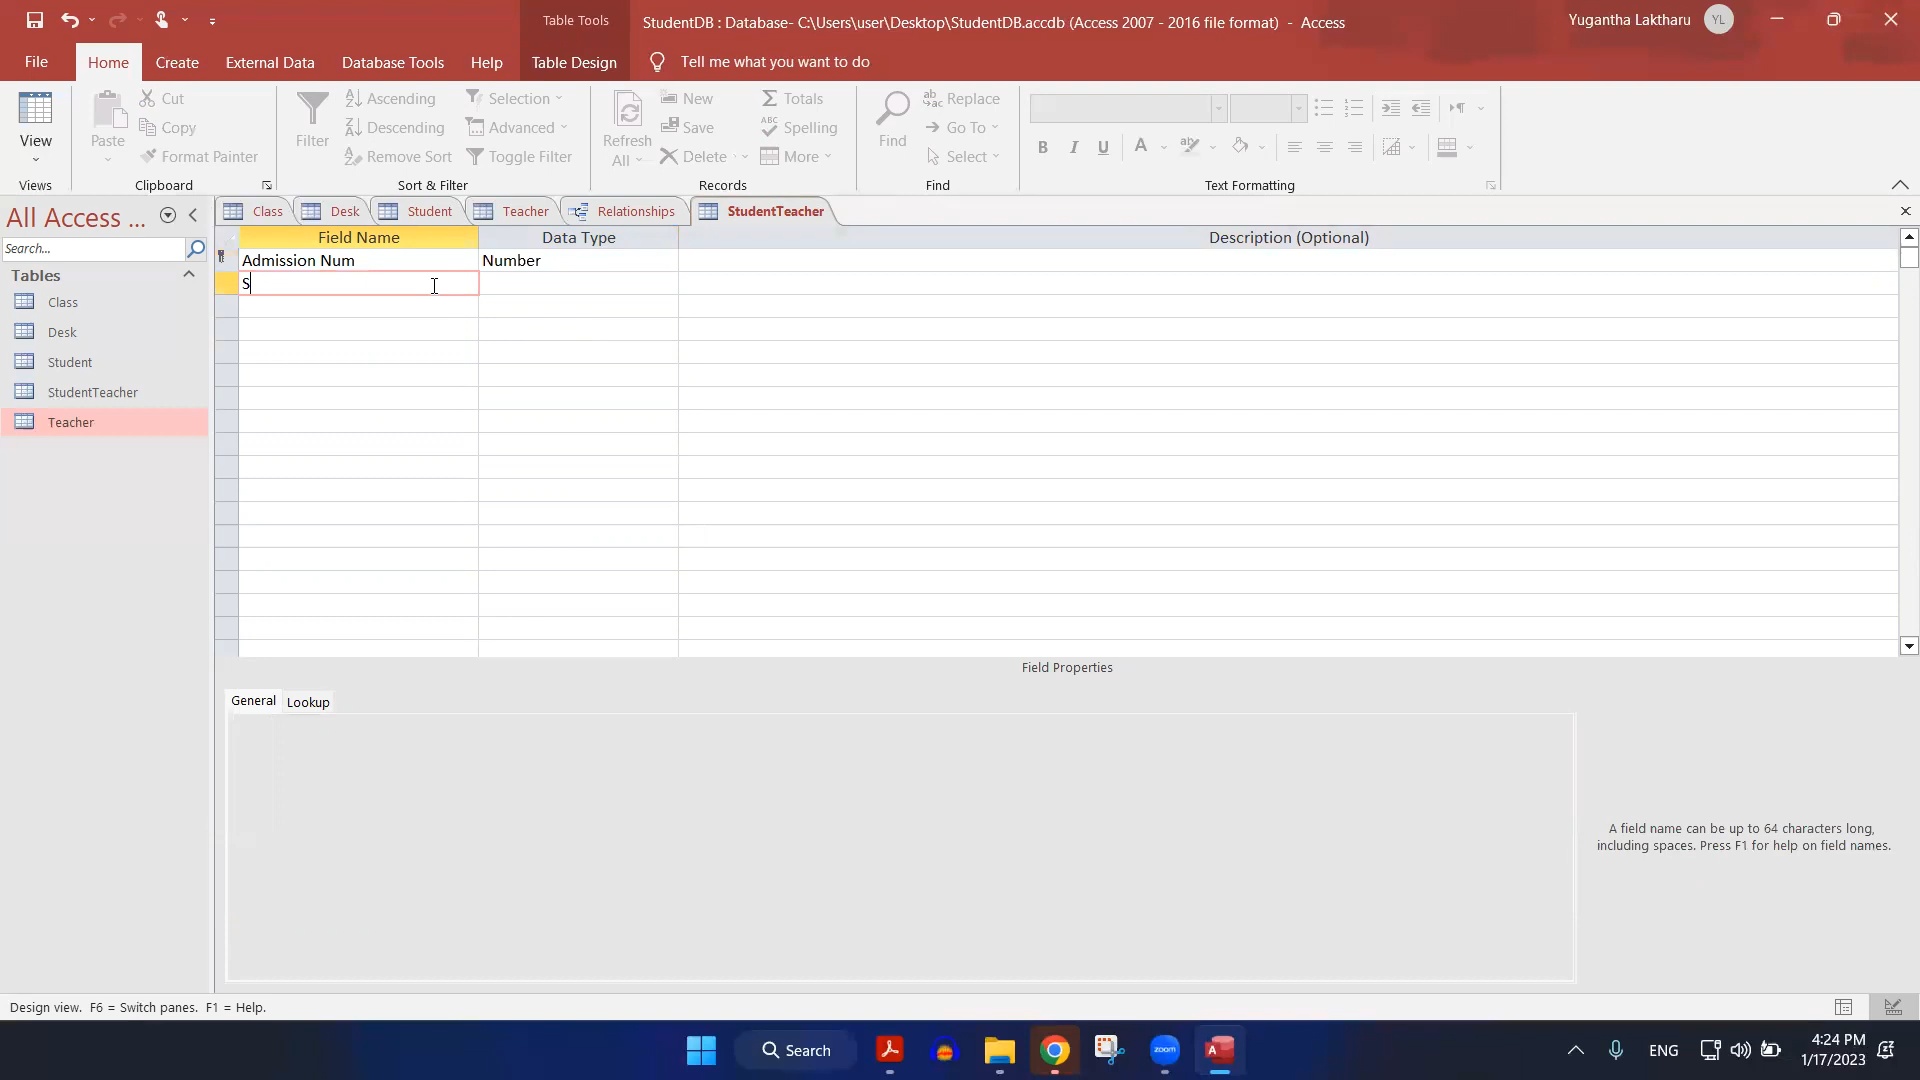 Table Tools
StudentDB : Database- C:\Users\user\Desktop\StudentDB.accdb (Access 2007 - 2016 file format) - Access
Yugantha Laktharu
YL
File
Home
Create
External Data
Database Tools
Help
Table Design
Tell me what you want to do
View
Views
Paste
Cut
Copy
Format Painter
Clipboard
Filter
Ascending
Descending
Remove Sort
Selection
Advanced
Toggle Filter
Sort & Filter
Refresh
All
New
Save
Delete
Totals
Spelling
More
Records
Find
Replace
Go To
Select
Find
B I U A
Text Formatting
All Access ...
Search...
Tables
Class
Desk
Student
StudentTeacher
Teacher
Class
Desk
Student
Teacher
Relationships
StudentTeacher
Field Name
Data Type
Description (Optional)
Admission Num
Number
S
Field Properties
General
Lookup
A field name can be up to 64 characters long,
including spaces. Press F1 for help on field names.
Design view. F6 = Switch panes. F1 = Help.
Search
zoom
ENG
4:24 PM
1/17/2023